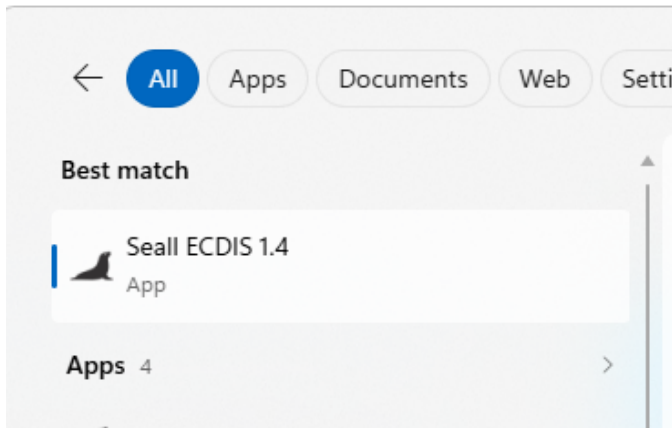 All Apps Documents Web
Best match
Seall ECDIS 1.4
App
Apps 4